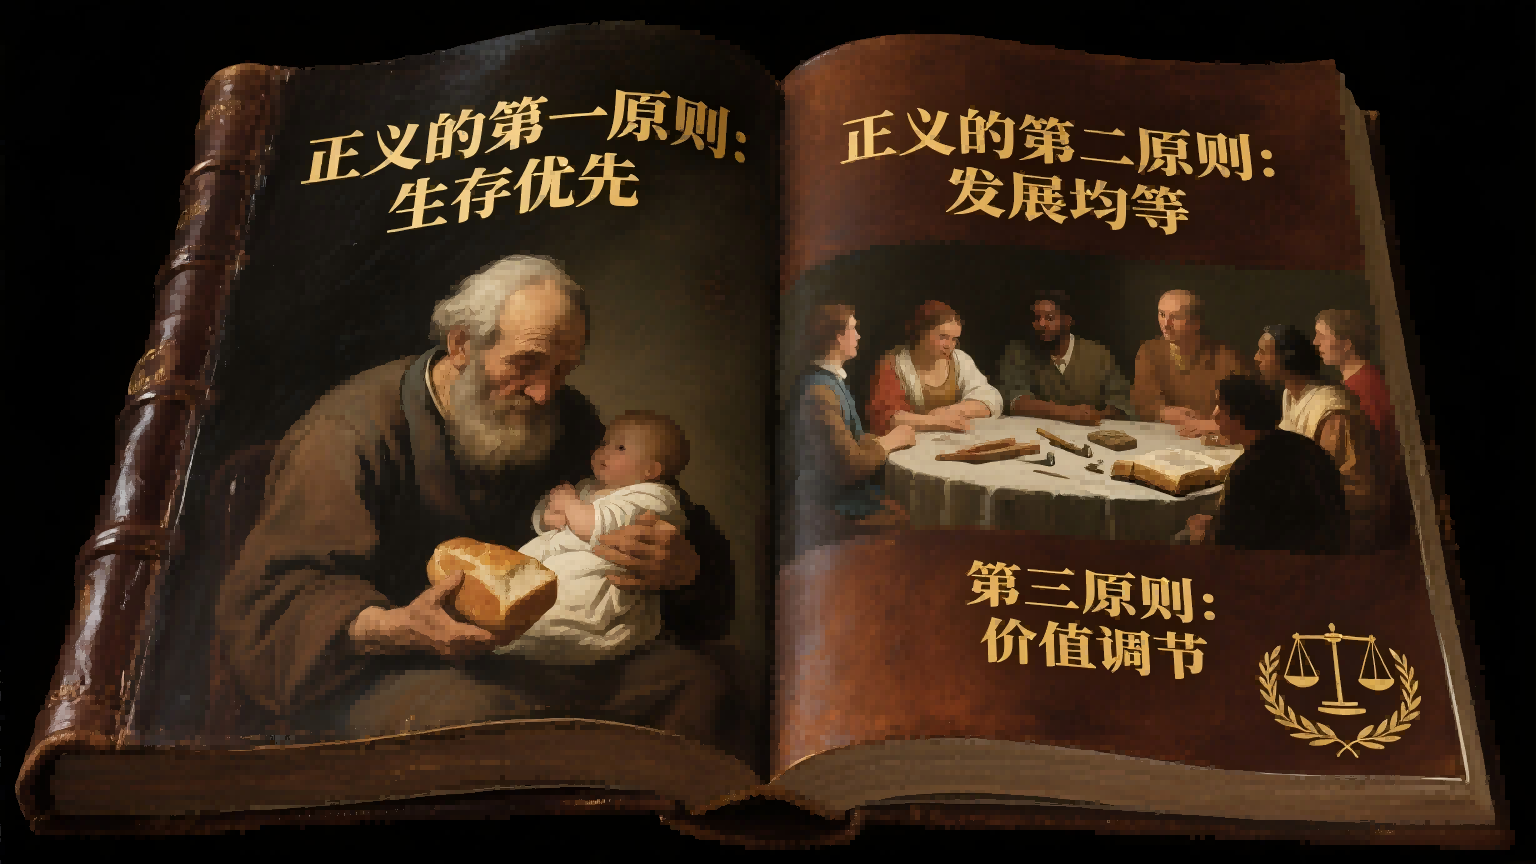 正义的第一原则：
生存优先
正义的第二原则：
发展均等
第三原则：
价值调节